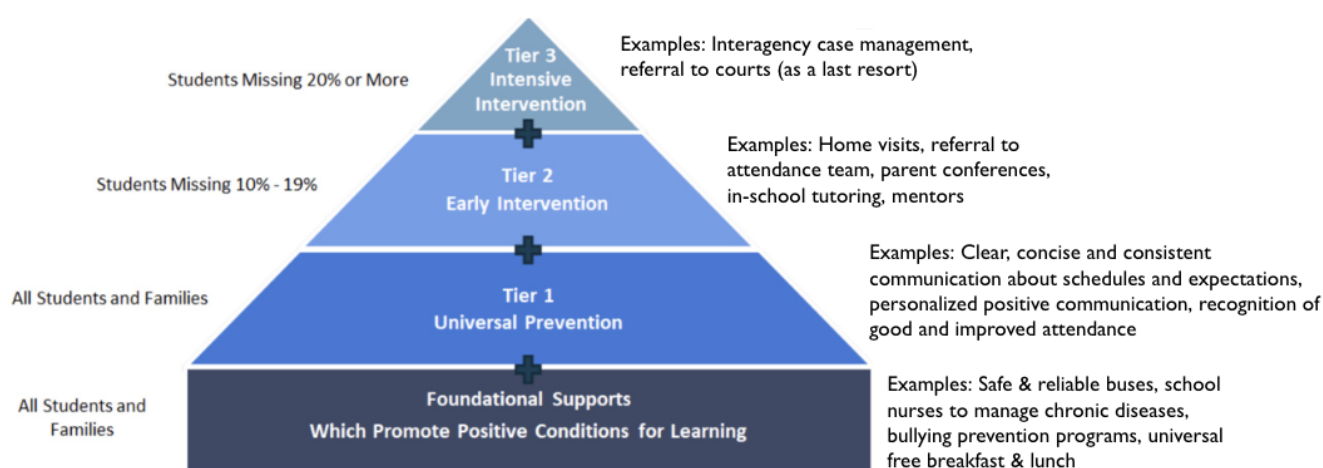 Students Missing 20% or More
Tier 3
Intensive
Intervention
Examples: Interagency case management,
referral to courts (as a last resort)
Students Missing 10% - 19%
Tier 2
Early Intervention
Examples: Home visits, referral to
attendance team, parent conferences,
in-school tutoring, mentors
All Students and Families
Tier 1
Universal Prevention
Examples: Clear, concise and consistent
communication about schedules and expectations,
personalized positive communication, recognition of
good and improved attendance
All Students and
Families
Foundational Supports
Which Promote Positive Conditions for Learning
Examples: Safe & reliable buses, school
nurses to manage chronic diseases,
bullying prevention programs, universal
free breakfast & lunch